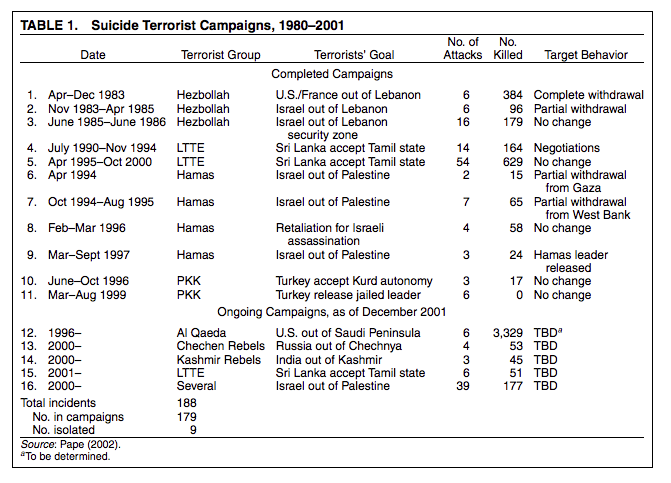 TABLE 1. Suicide Terrorist Campaigns, 1980–2001
Date Terrorist Group Terrorists' Goal No. of Attacks No. Killed Target Behavior
Completed Campaigns
1. Apr–Dec 1983 Hezbollah U.S./France out of Lebanon 6 384 Complete withdrawal
2. Nov 1983–Apr 1985 Hezbollah Israel out of Lebanon 6 96 Partial withdrawal
3. June 1985–June 1986 Hezbollah Israel out of Lebanon security zone 16 179 No change
4. July 1990–Nov 1994 LTTE Sri Lanka accept Tamil state 14 164 Negotiations
5. Apr 1995–Oct 2000 LTTE Sri Lanka accept Tamil state 54 629 No change
6. Apr 1994 Hamas Israel out of Palestine 2 15 Partial withdrawal from Gaza
7. Oct 1994–Aug 1995 Hamas Israel out of Palestine 7 65 Partial withdrawal from West Bank
8. Feb–Mar 1996 Hamas Retaliation for Israeli assassination 4 58 No change
9. Mar–Sept 1997 Hamas Israel out of Palestine 3 24 Hamas leader released
10. June–Oct 1996 PKK Turkey accept Kurd autonomy 3 17 No change
11. Mar–Aug 1999 PKK Turkey release jailed leader 6 0 No change
Ongoing Campaigns, as of December 2001
12. 1996– Al Qaeda U.S. out of Saudi Peninsula 6 3,329 TBDa
13. 2000– Chechen Rebels Russia out of Chechnya 4 53 TBD
14. 2000– Kashmir Rebels India out of Kashmir 3 45 TBD
15. 2001– LTTE Sri Lanka accept Tamil state 6 51 TBD
16. 2000– Several Israel out of Palestine 39 177 TBD
Total incidents 188
No. in campaigns 179
No. isolated 9
Source: Pape (2002).
aTo be determined.